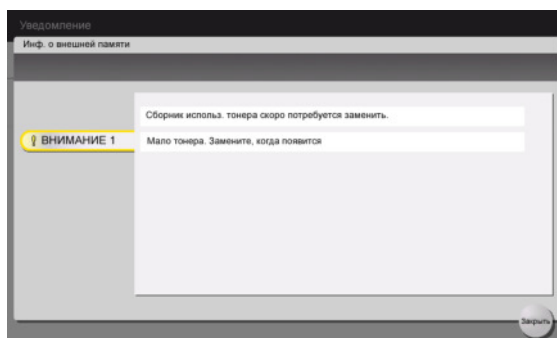 Уведомление
Инф. о внешней памяти
Сборник использ. тонера скоро потребуется заменить.
ВНИМАНИЕ 1
Мало тонера. Замените, когда появится
Закрыть